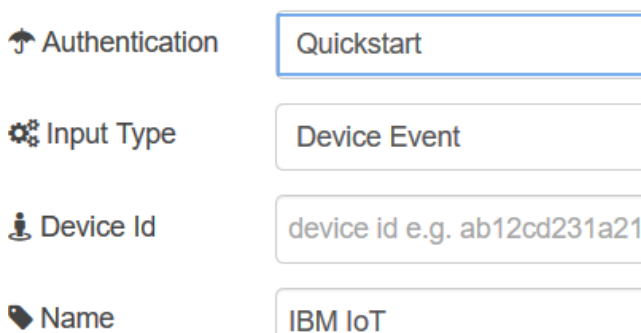 Authentication Quickstart
Input Type Device Event
Device Id device id e.g. ab12cd231a21
Name IBM IoT